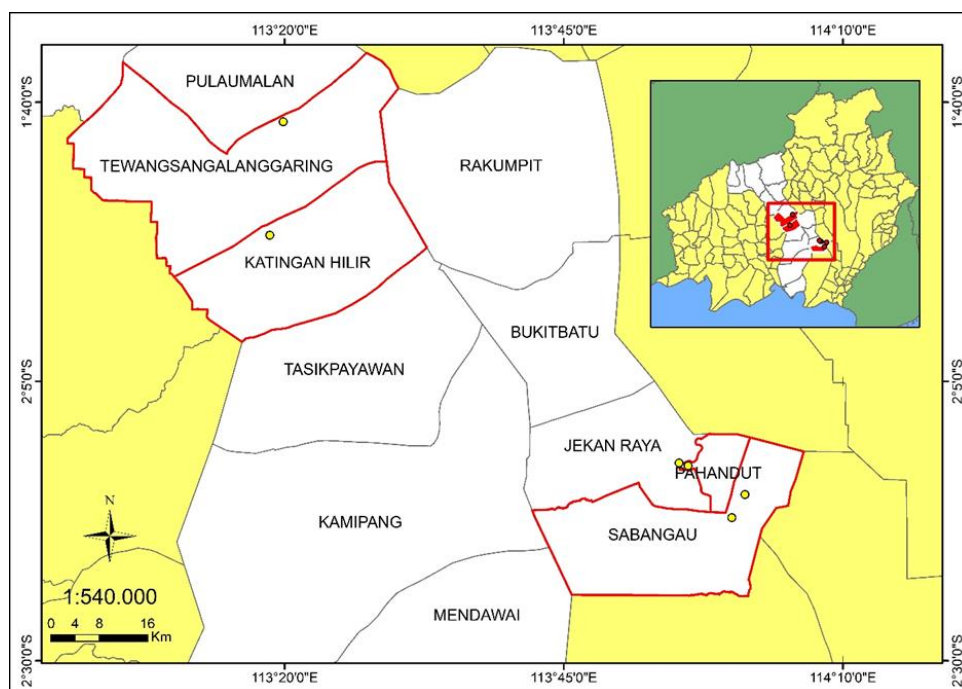 113°20'0"E
113°45'0"E
114°10'0"E
1°40'0"S
1°40'0"S
PULAUMALAN
TEWANGSANGALANGGARING
RAKUMPIT
KATINGAN HILIR
BUKITBATU
TASIKPAYAWAN
2°5'0"S
2°5'0"S
JEKAN RAYA
PAHANDUT
KAMIPANG
SABANGAU
N
1:540.000
MENDAWAI
0 4 8 16
Km
2°30'0"S
2°30'0"S
113°20'0"E
113°45'0"E
114°10'0"E